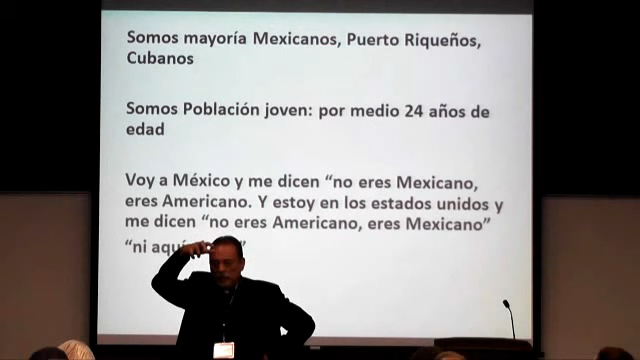 Somos mayoría Mexicanos, Puerto Riqueños,
Cubanos
Somos Población joven: por medio 24 años de
edad
Voy a México y me dicen “no eres Mexicano,
eres Americano. Y estoy en los estados unidos y
me dicen “no eres Americano, eres Mexicano”
“ni aquí